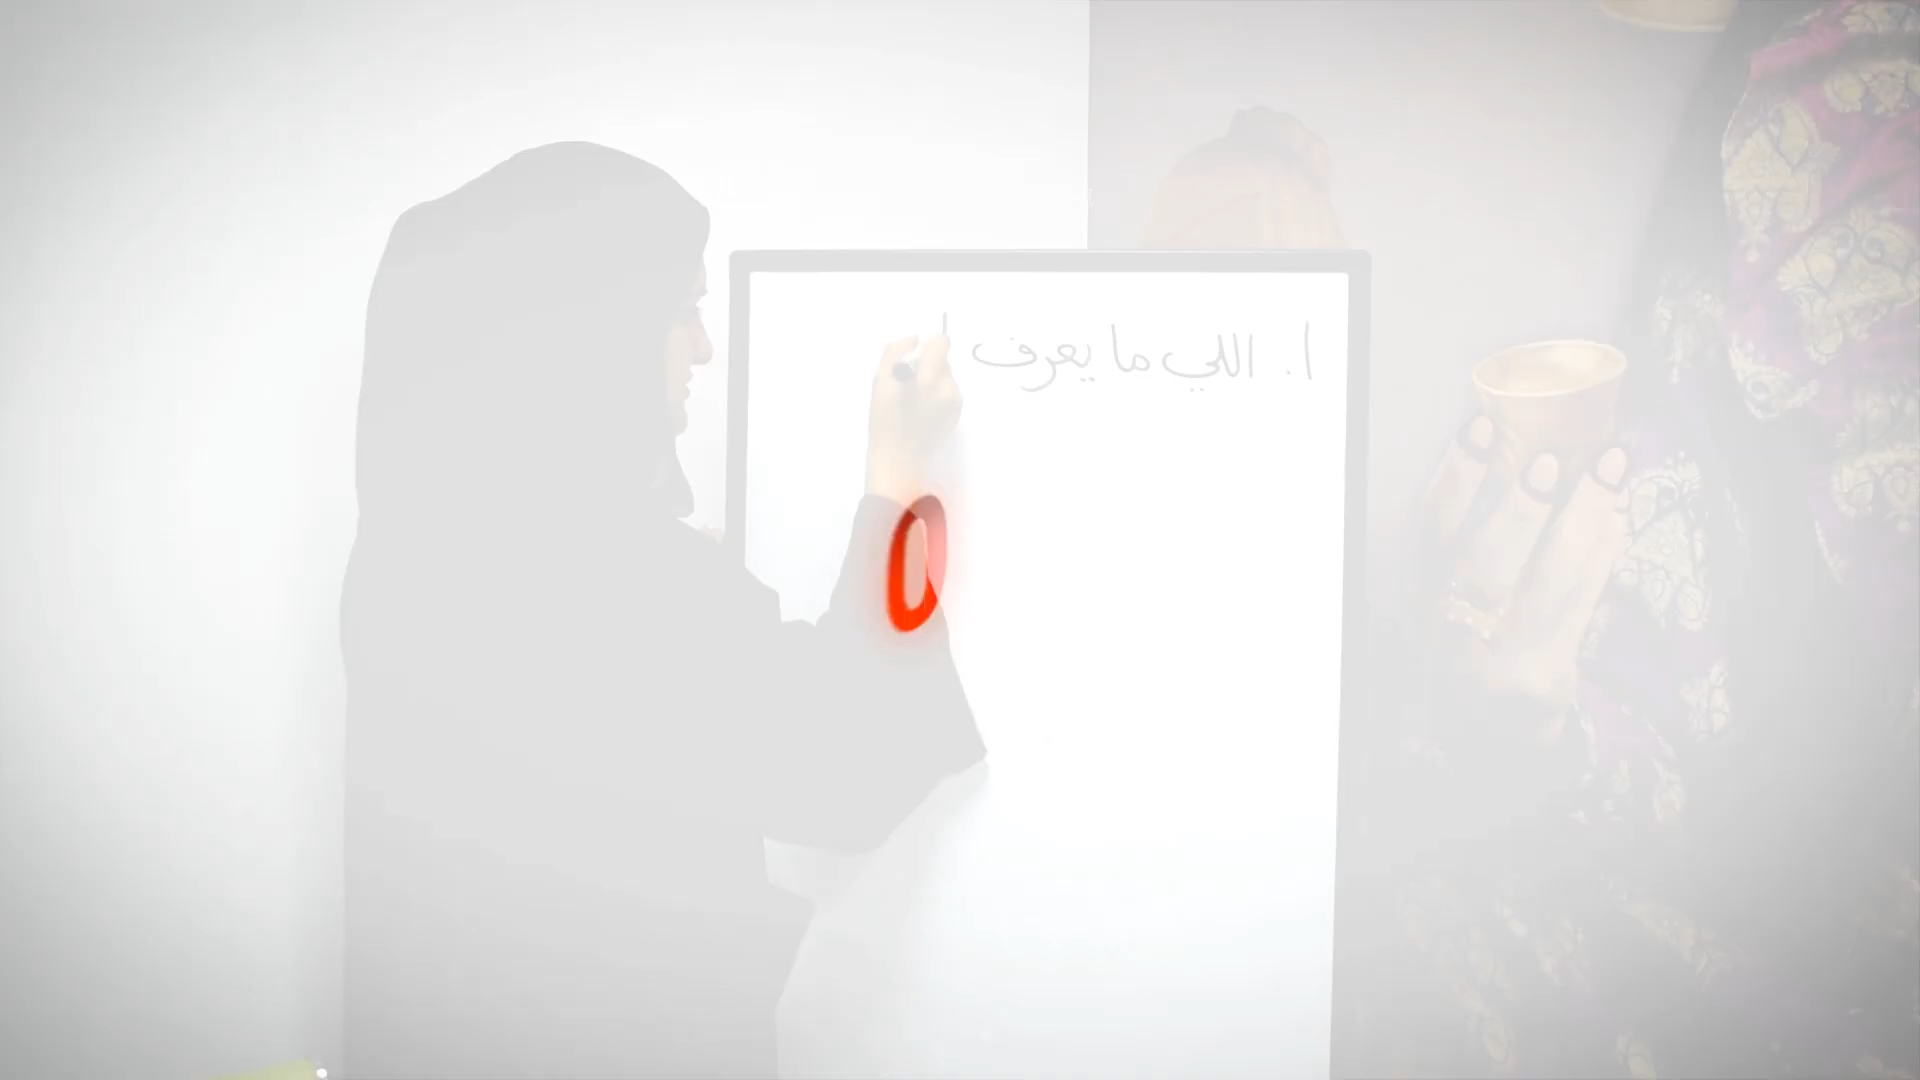 ١. اللي ما يعرف ا